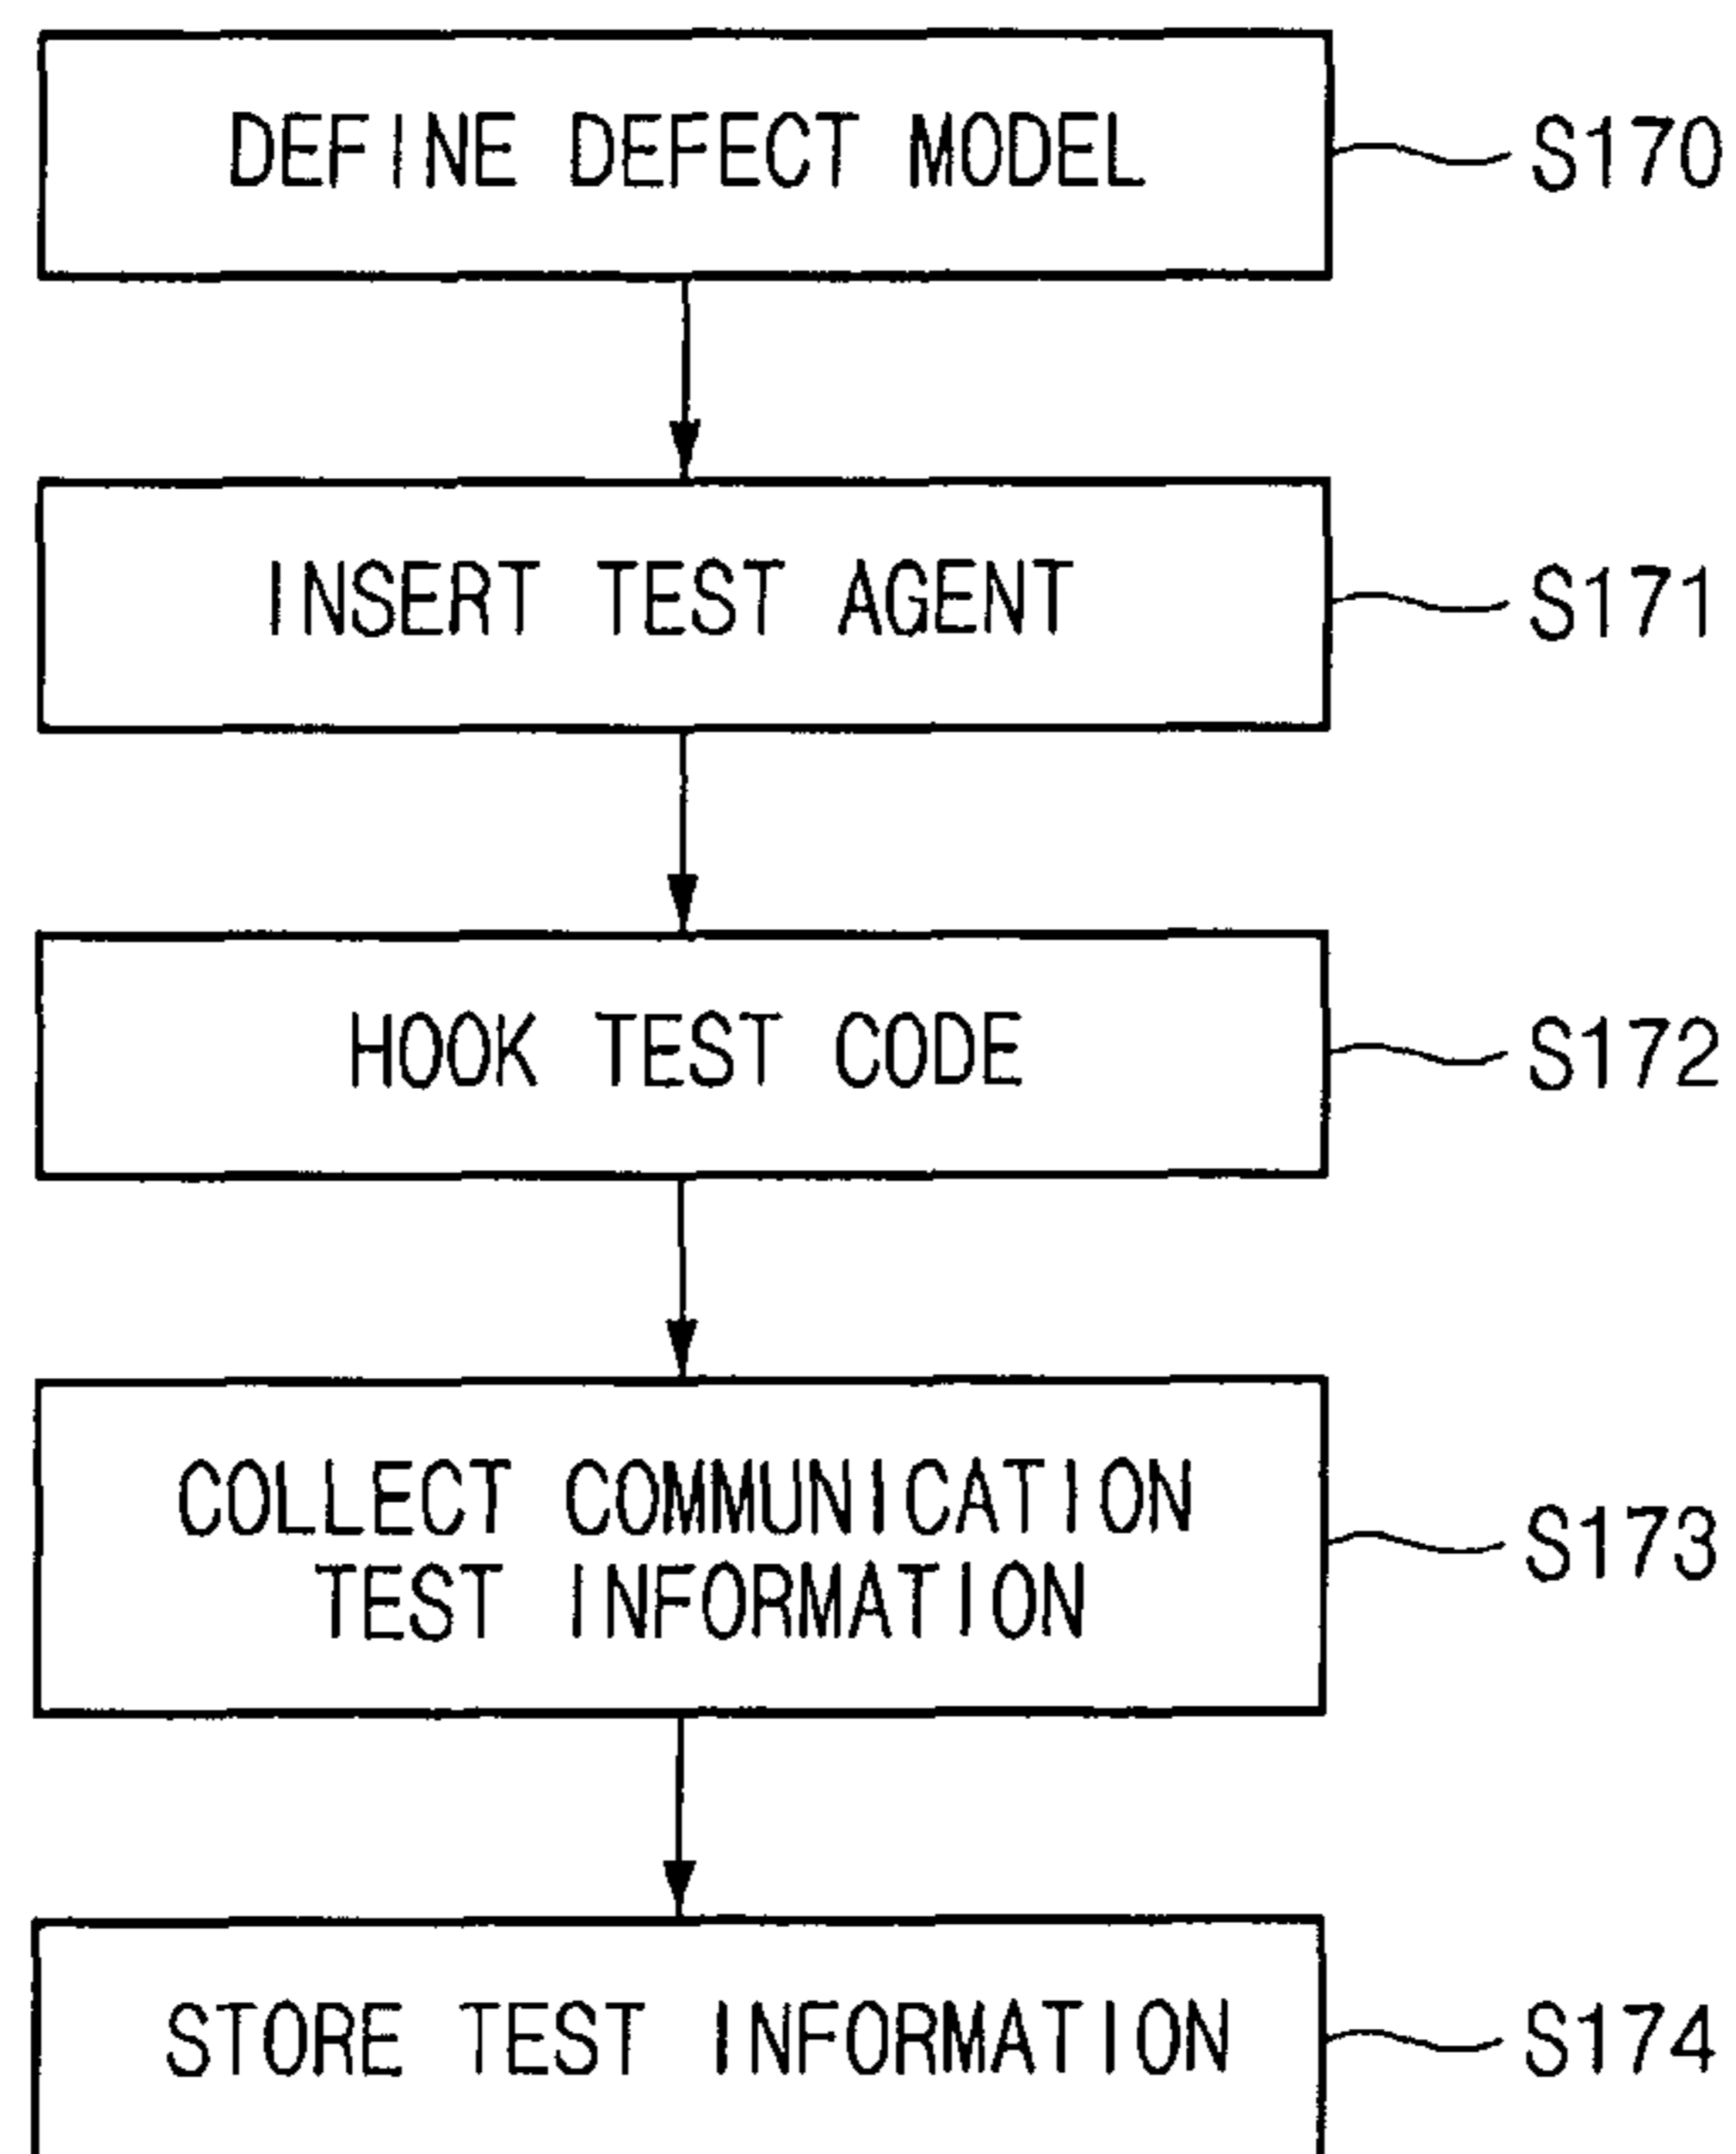 DEFINE DEFECT MODEL
S170
INSERT TEST AGENT
S171
HOOK TEST CODE
S172
COLLECT COMMUNICATION
TEST INFORMATION
S173
STORE TEST INFORMATION
S174